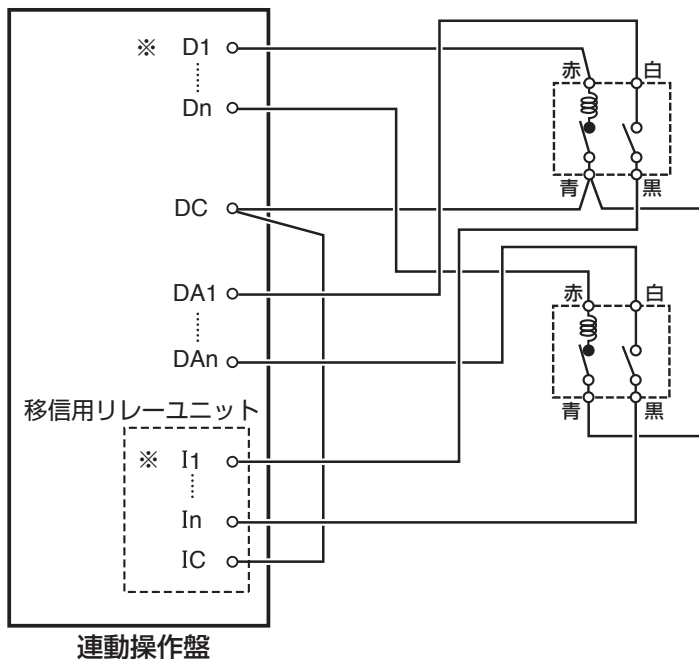 ※ D1
Dn
DC
DA1
DAn
移信用リレーユニット
※ I1
In
IC
連動操作盤
赤 白
青 黒
赤 白
青 黒